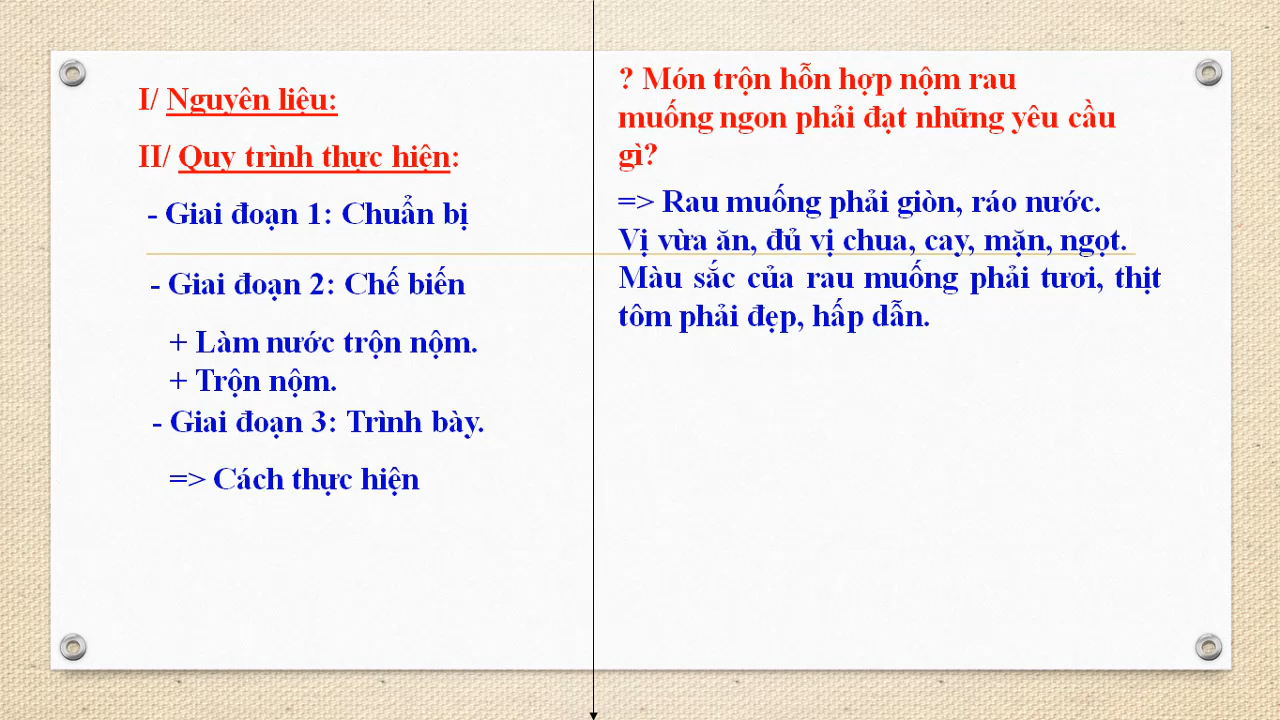 I/ Nguyên liệu:
II/ Quy trình thực hiện:
- Giai đoạn 1: Chuẩn bị
- Giai đoạn 2: Chế biến
+ Làm nước trộn nộm.
+ Trộn nộm.
- Giai đoạn 3: Trình bày.
=> Cách thực hiện
? Món trộn hỗn hợp nộm rau
muống ngon phải đạt những yêu cầu
gì?
=> Rau muống phải giòn, ráo nước.
Vị vừa ăn, đủ vị chua, cay, mặn, ngọt.
Màu sắc của rau muống phải tươi, thịt
tôm phải đẹp, hấp dẫn.